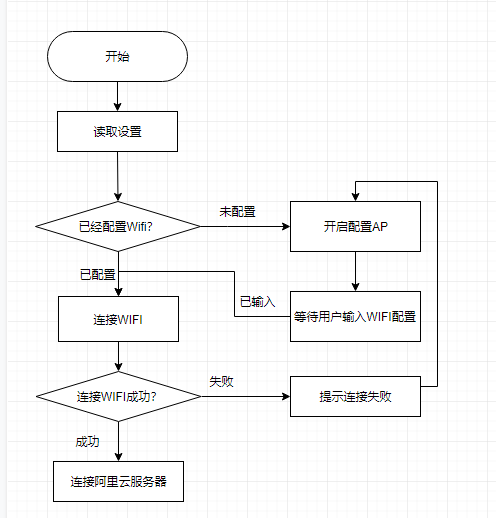 开始
读取设置
已经配置Wifi?
未配置
开启配置AP
已配置
已输入
连接WIFI
等待用户输入WIFI配置
连接WIFI成功?
失败
提示连接失败
成功
连接阿里云服务器